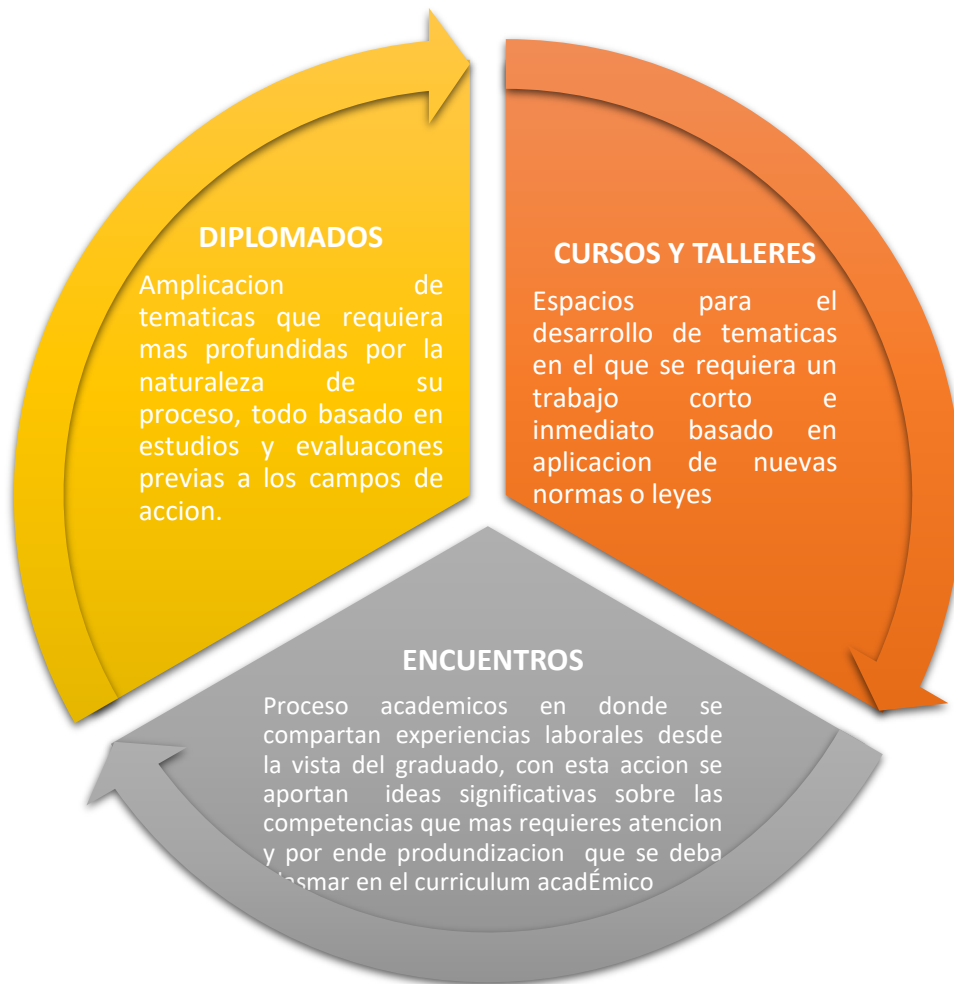 DIPLOMADOS
Amplicacion de
tematicas que requiera
mas profundidas por la
naturaleza de su
proceso, todo basado en
estudios y evaluacones
previas a los campos de
accion.
CURSOS Y TALLERES
Espacios para el
desarrollo de tematicas
en el que se requiera un
trabajo corto e
inmediato basado en
aplicacion de nuevas
normas o leyes
ENCUENTROS
Proceso academicos en donde se
compartan experiencias laborales desde
la vista del graduado, con esta accion se
aportan ideas significativas sobre las
competencias que mas requieres atencion
y por ende produndizacion que se deba
plasmar en el curriculum acadÉmico